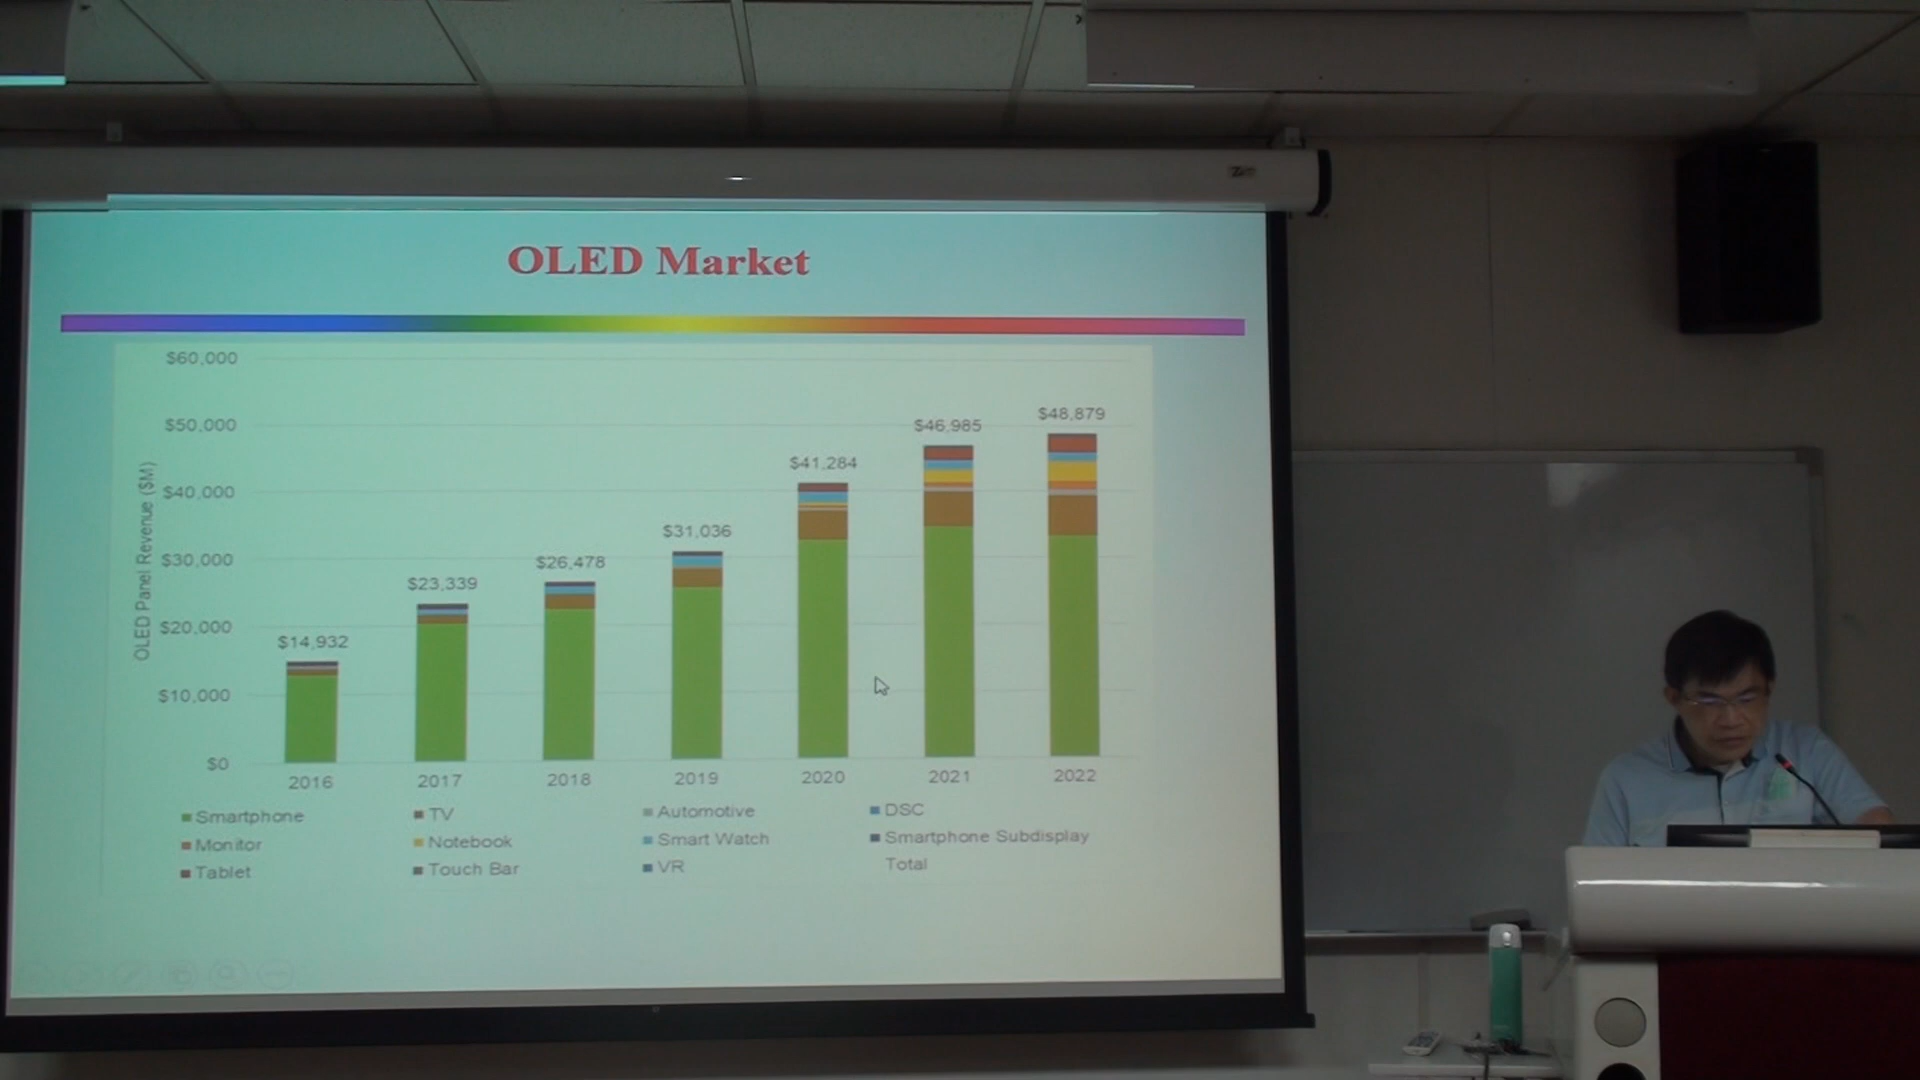 OLED Market
$60,000
$50,000
$40,000
$30,000
$20,000
$10,000
$0
OLED Panel Revenue ($M)
$14,932
$23,339
$26,478
$31,036
$41,284
$46,985
$48,879
2016 2017 2018 2019 2020 2021 2022
Smartphone TV Automotive DSC
Monitor Notebook Smart Watch Smartphone Subdisplay
Tablet Touch Bar VR Total